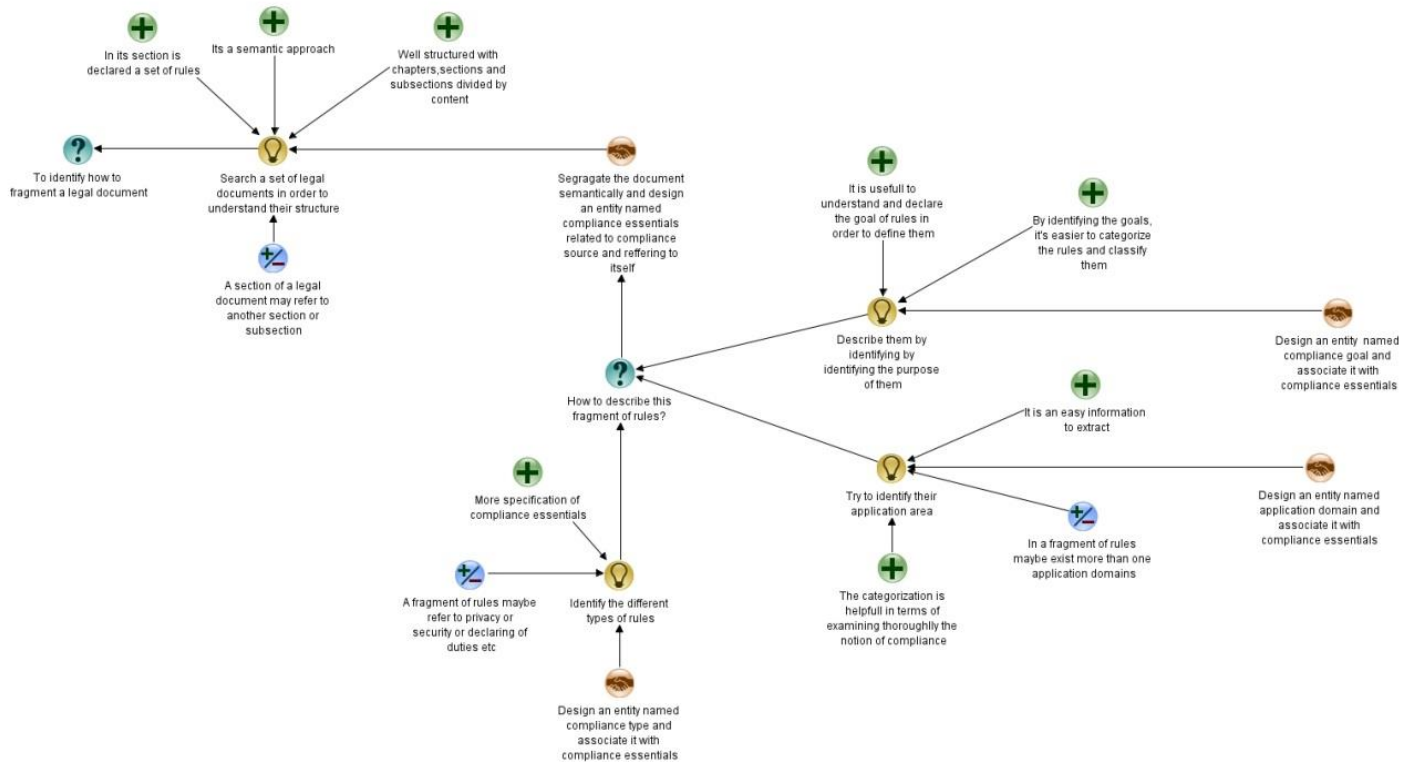 In its section is
declared a set of rules
Its a semantic approach
Well structured with
chapters,sections and
subsections divided by
content
To identify how to
fragment a legal document
Search a set of legal
documents in order to
understand their structure
Segragate the document
semantically and design
an entity named
compliance essentials
related to compliance
source and reffering to
itself
A section of a legal
document may refer to
another section or
subsection
It is usefull to
understand and declare
the goal of rules in
order to define them
By identifying the goals,
it's easier to categorize
the rules and classify
them
Describe them by
identifying by
identifying the purpose
of them
Design an entity named
compliance goal and
associate it with
compliance essentials
How to describe this
fragment of rules?
It is an easy information
to extract
Try to identify their
application area
Design an entity named
application domain and
associate it with
compliance essentials
In a fragment of rules
maybe exist more than one
application domains
The categorization is
helpfull in terms of
examining thoroughlly the
notion of compliance
More specification of
compliance essentials
A fragment of rules maybe
refer to privacy or
security or declaring of
duties etc
Identify the different
types of rules
Design an entity named
compliance type and
associate it with
compliance essentials